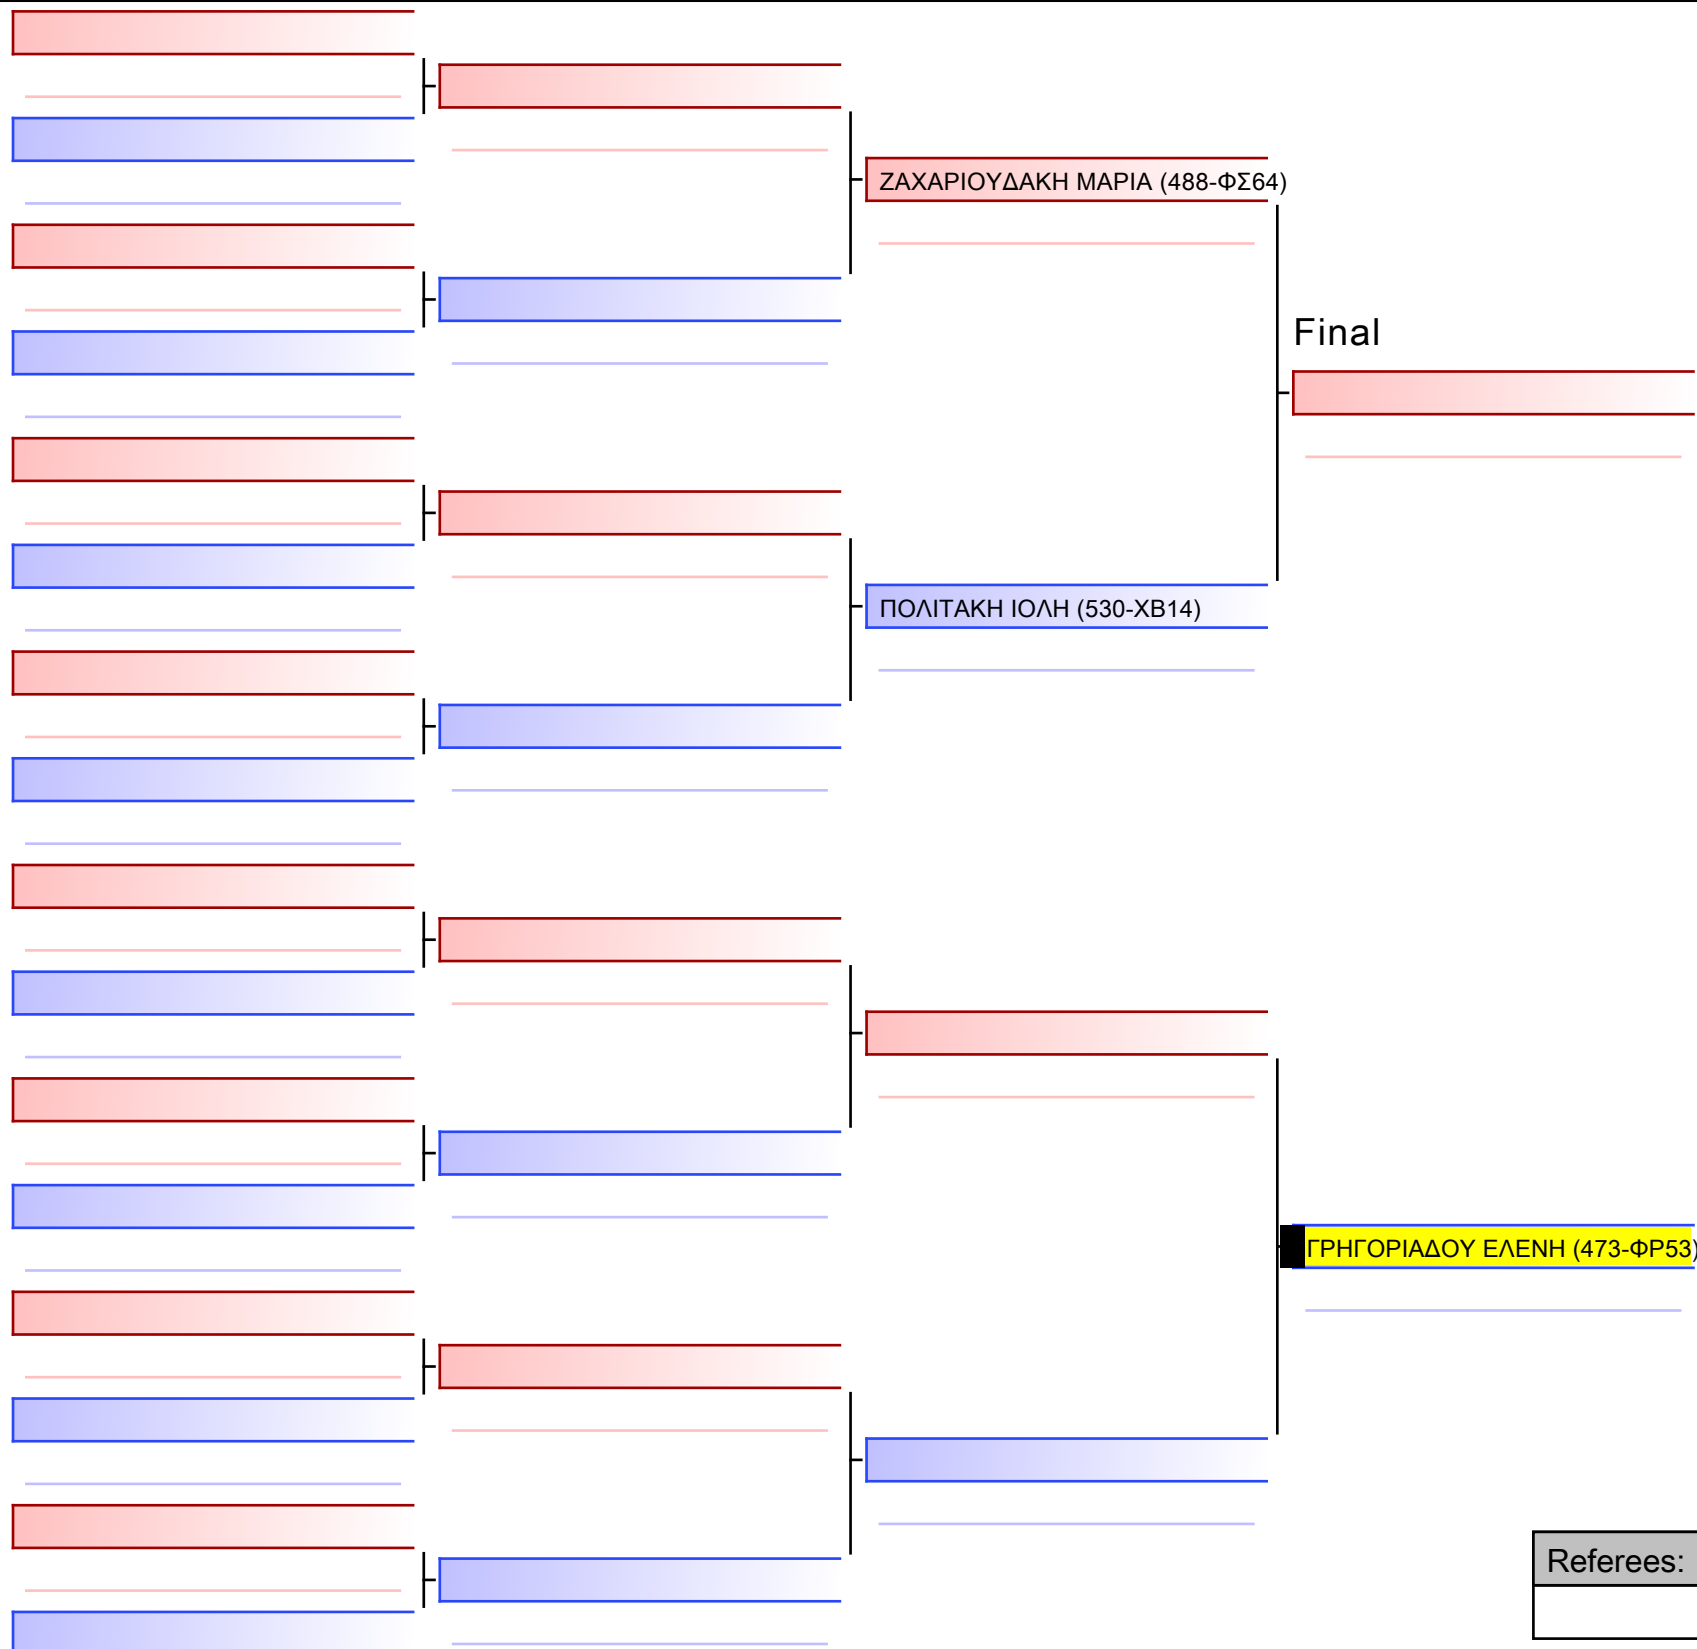 ΖΑΧΑΡΙΟΥΔΑΚΗ ΜΑΡΙΑ (488-ΦΣ64)
Final
ΠΟΛΙΤΑΚΗ ΙΟΛΗ (530-ΧΒ14)
ΓΡΗΓΟΡΙΑΔΟΥ ΕΛΕΝΗ (473-ΦΡ53)
Referees: